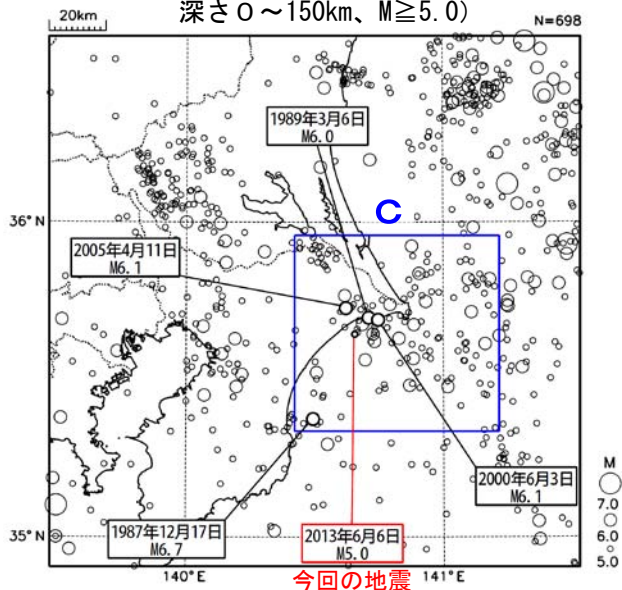 深さ0～150km、M≧5.0)
20km
N=698
1989年3月6日
M6.0
C
36°N
2005年4月11日
M6.1
2000年6月3日
M6.1
M
7.0
6.0
5.0
1987年12月17日
M6.7
2013年6月6日
M5.0
35°N
140°E
141°E
今回の地震